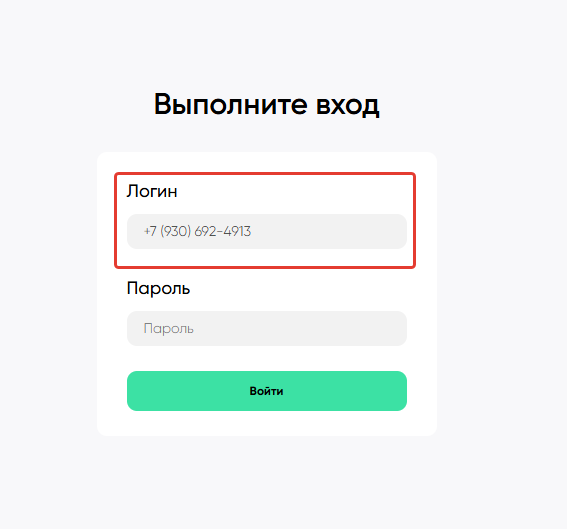 Выполните вход
Логин
+7 (930) 692-4913
Пароль
Пароль
Войти